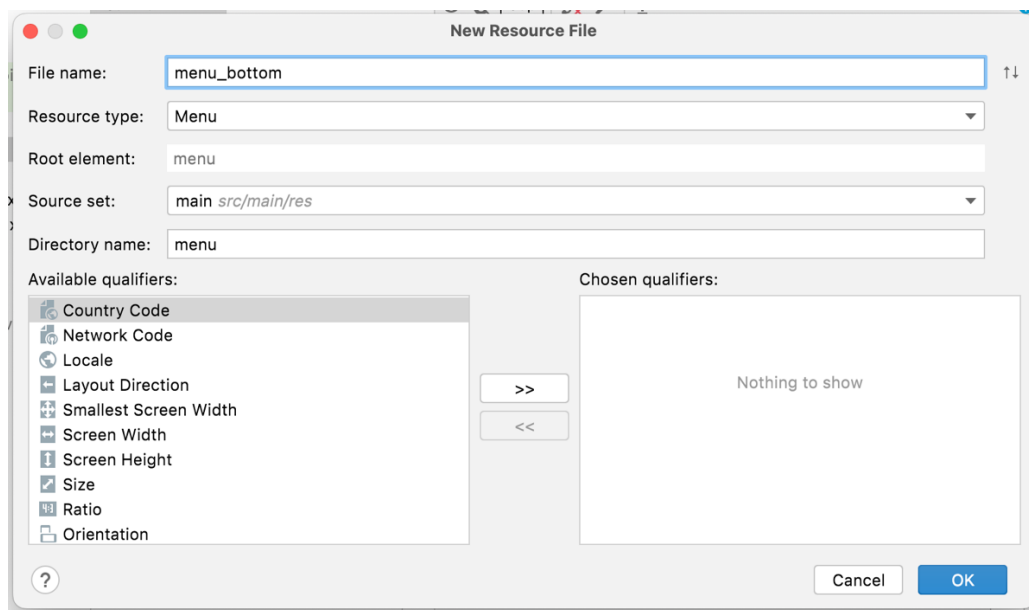 New Resource File
File name: menu_bottom
Resource type: Menu
Root element: menu
Source set: main src/main/res
Directory name: menu
Available qualifiers: Chosen qualifiers:
Country Code
Network Code
Locale
Layout Direction
Smallest Screen Width
Screen Width
Screen Height
Size
Ratio
Orientation
>>
<<
Nothing to show
?
Cancel OK